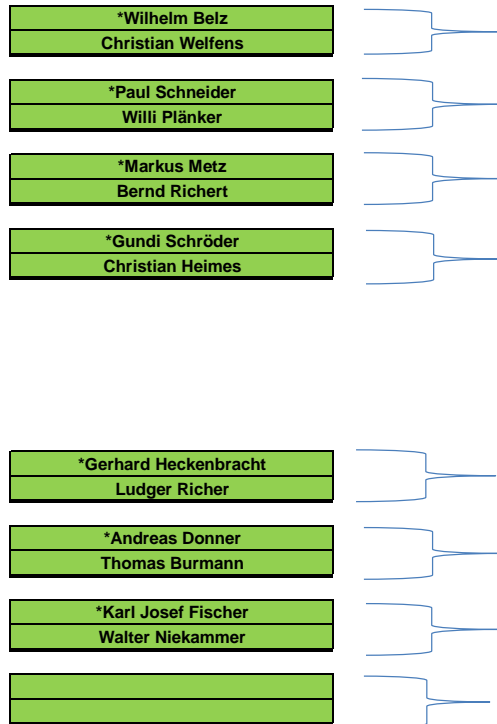 *Wilhelm Belz
Christian Welfens
*Paul Schneider
Willi Plänker
*Markus Metz
Bernd Richert
*Gundi Schröder
Christian Heimes
*Gerhard Heckenbracht
Ludger Richer
*Andreas Donner
Thomas Burmann
*Karl Josef Fischer
Walter Niekammer